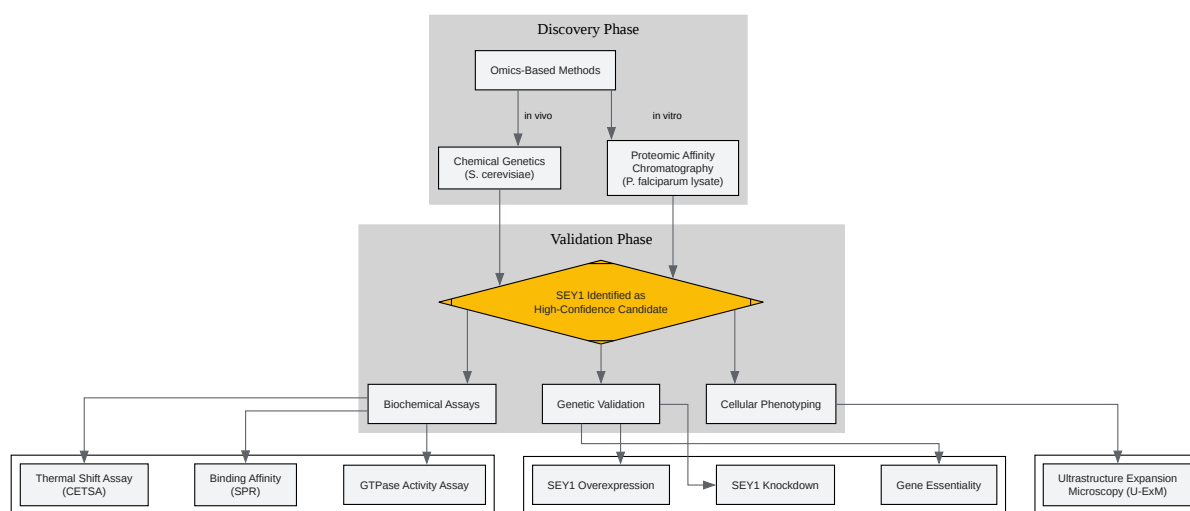 Discovery Phase
Omics-Based Methods
in vivo
in vitro
Chemical Genetics
(S. cerevisiae)
Proteomic Affinity
Chromatography
(P. falciparum lysate)
Validation Phase
SEY1 Identified as
High-Confidence Candidate
Biochemical Assays
Genetic Validation
Cellular Phenotyping
Thermal Shift Assay
(CETSA)
Binding Affinity
(SPR)
GTPase Activity Assay
SEY1 Overexpression
SEY1 Knockdown
Gene Essentiality
Ultrastructure Expansion
Microscopy (U-ExM)